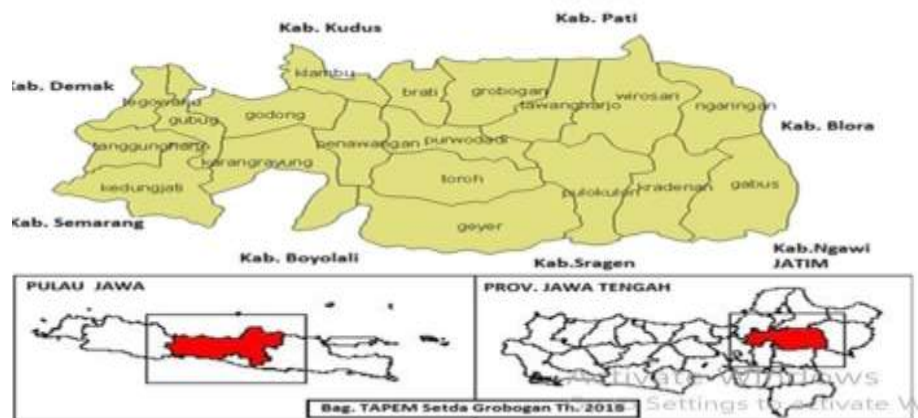 Kab. Pati
Kab. Kudus
Kab. Demak
klambu
brati
grobogan
wirosari
tawangharjo
ngaringan
tegowanu
gubug
godong
Kab. Blora
tanggungharjo
penawangan
purwodadi
karangrayung
kedungjati
toroh
pulokulon
kradenan
gabus
geyer
Kab. Semarang
Kab. Boyolali
Kab.Sragen
Kab.Ngawi
JATIM
PULAU JAWA
PROV. JAWA TENGAH
Activate Windows
Settings to activate W
Bag. TAPEM Setda Grobogan Th. 2018